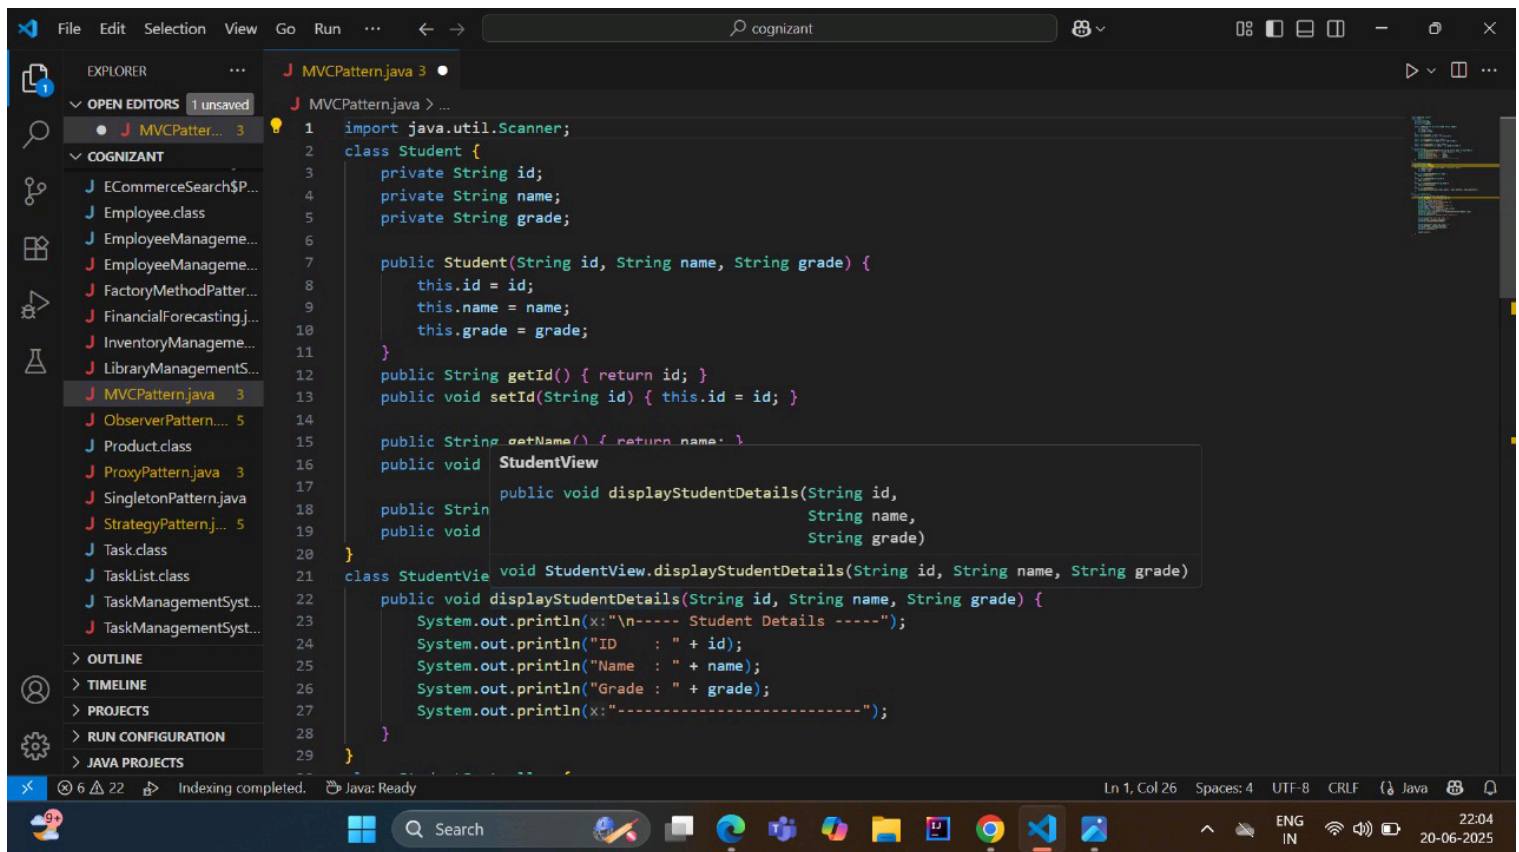 File Edit Selection View Go Run ··· cognizant
EXPLORER ···
MVCPattern.java 3
OPEN EDITORS 1 unsaved
MVCPatter... 3
COGNIZANT
ECommerceSearch$P...
Employee.class
EmployeeManageme...
EmployeeManageme...
FactoryMethodPatter...
FinancialForecasting.j...
InventoryManageme...
LibraryManagementS...
MVCPattern.java 3
ObserverPattern.... 5
Product.class
ProxyPattern.java 3
SingletonPattern.java
StrategyPattern.j... 5
Task.class
TaskList.class
TaskManagementSyst...
TaskManagementSyst...
OUTLINE
TIMELINE
PROJECTS
RUN CONFIGURATION
JAVA PROJECTS
MVCPattern.java > ...
1 import java.util.Scanner;
2 class Student {
3 private String id;
4 private String name;
5 private String grade;
6
7 public Student(String id, String name, String grade) {
8 this.id = id;
9 this.name = name;
10 this.grade = grade;
11 }
12 public String getId() { return id; }
13 public void setId(String id) { this.id = id; }
14
15 public String getName() { return name; }
16 public void
17
18 public Strin
19 public void
20 }
StudentView
public void displayStudentDetails(String id,
String name,
String grade)
void StudentView.displayStudentDetails(String id, String name, String grade)
21 class StudentVie
22 public void displayStudentDetails(String id, String name, String grade) {
23 System.out.println(x:"\n----- Student Details -----");
24 System.out.println("ID    : " + id);
25 System.out.println("Name  : " + name);
26 System.out.println("Grade : " + grade);
27 System.out.println(x:"---------------------------");
28 }
29 }
6 22 Indexing completed. Java: Ready Ln 1, Col 26 Spaces: 4 UTF-8 CRLF Java
9+ Search ENG IN 22:04 20-06-2025